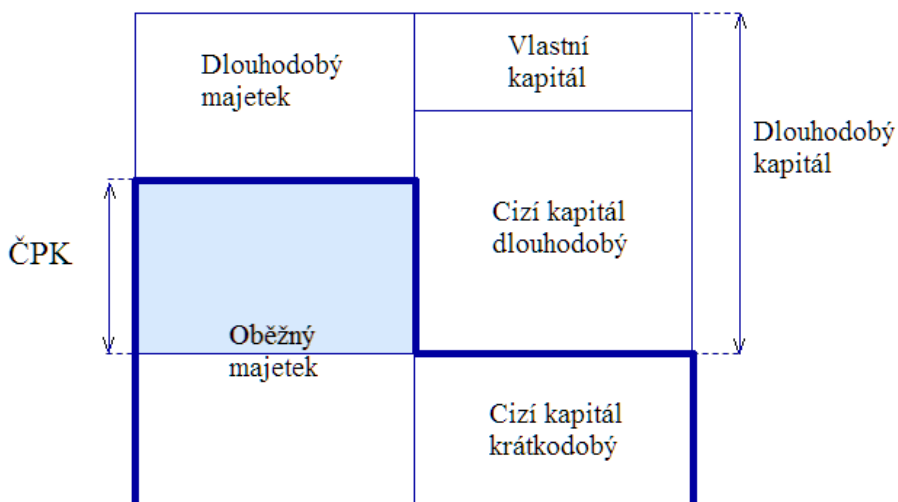 Dlouhodobý
majetek
Vlastní
kapitál
Dlouhodobý
kapitál
Cizí kapitál
dlouhodobý
ČPK
Oběžný
majetek
Cizí kapitál
krátkodobý